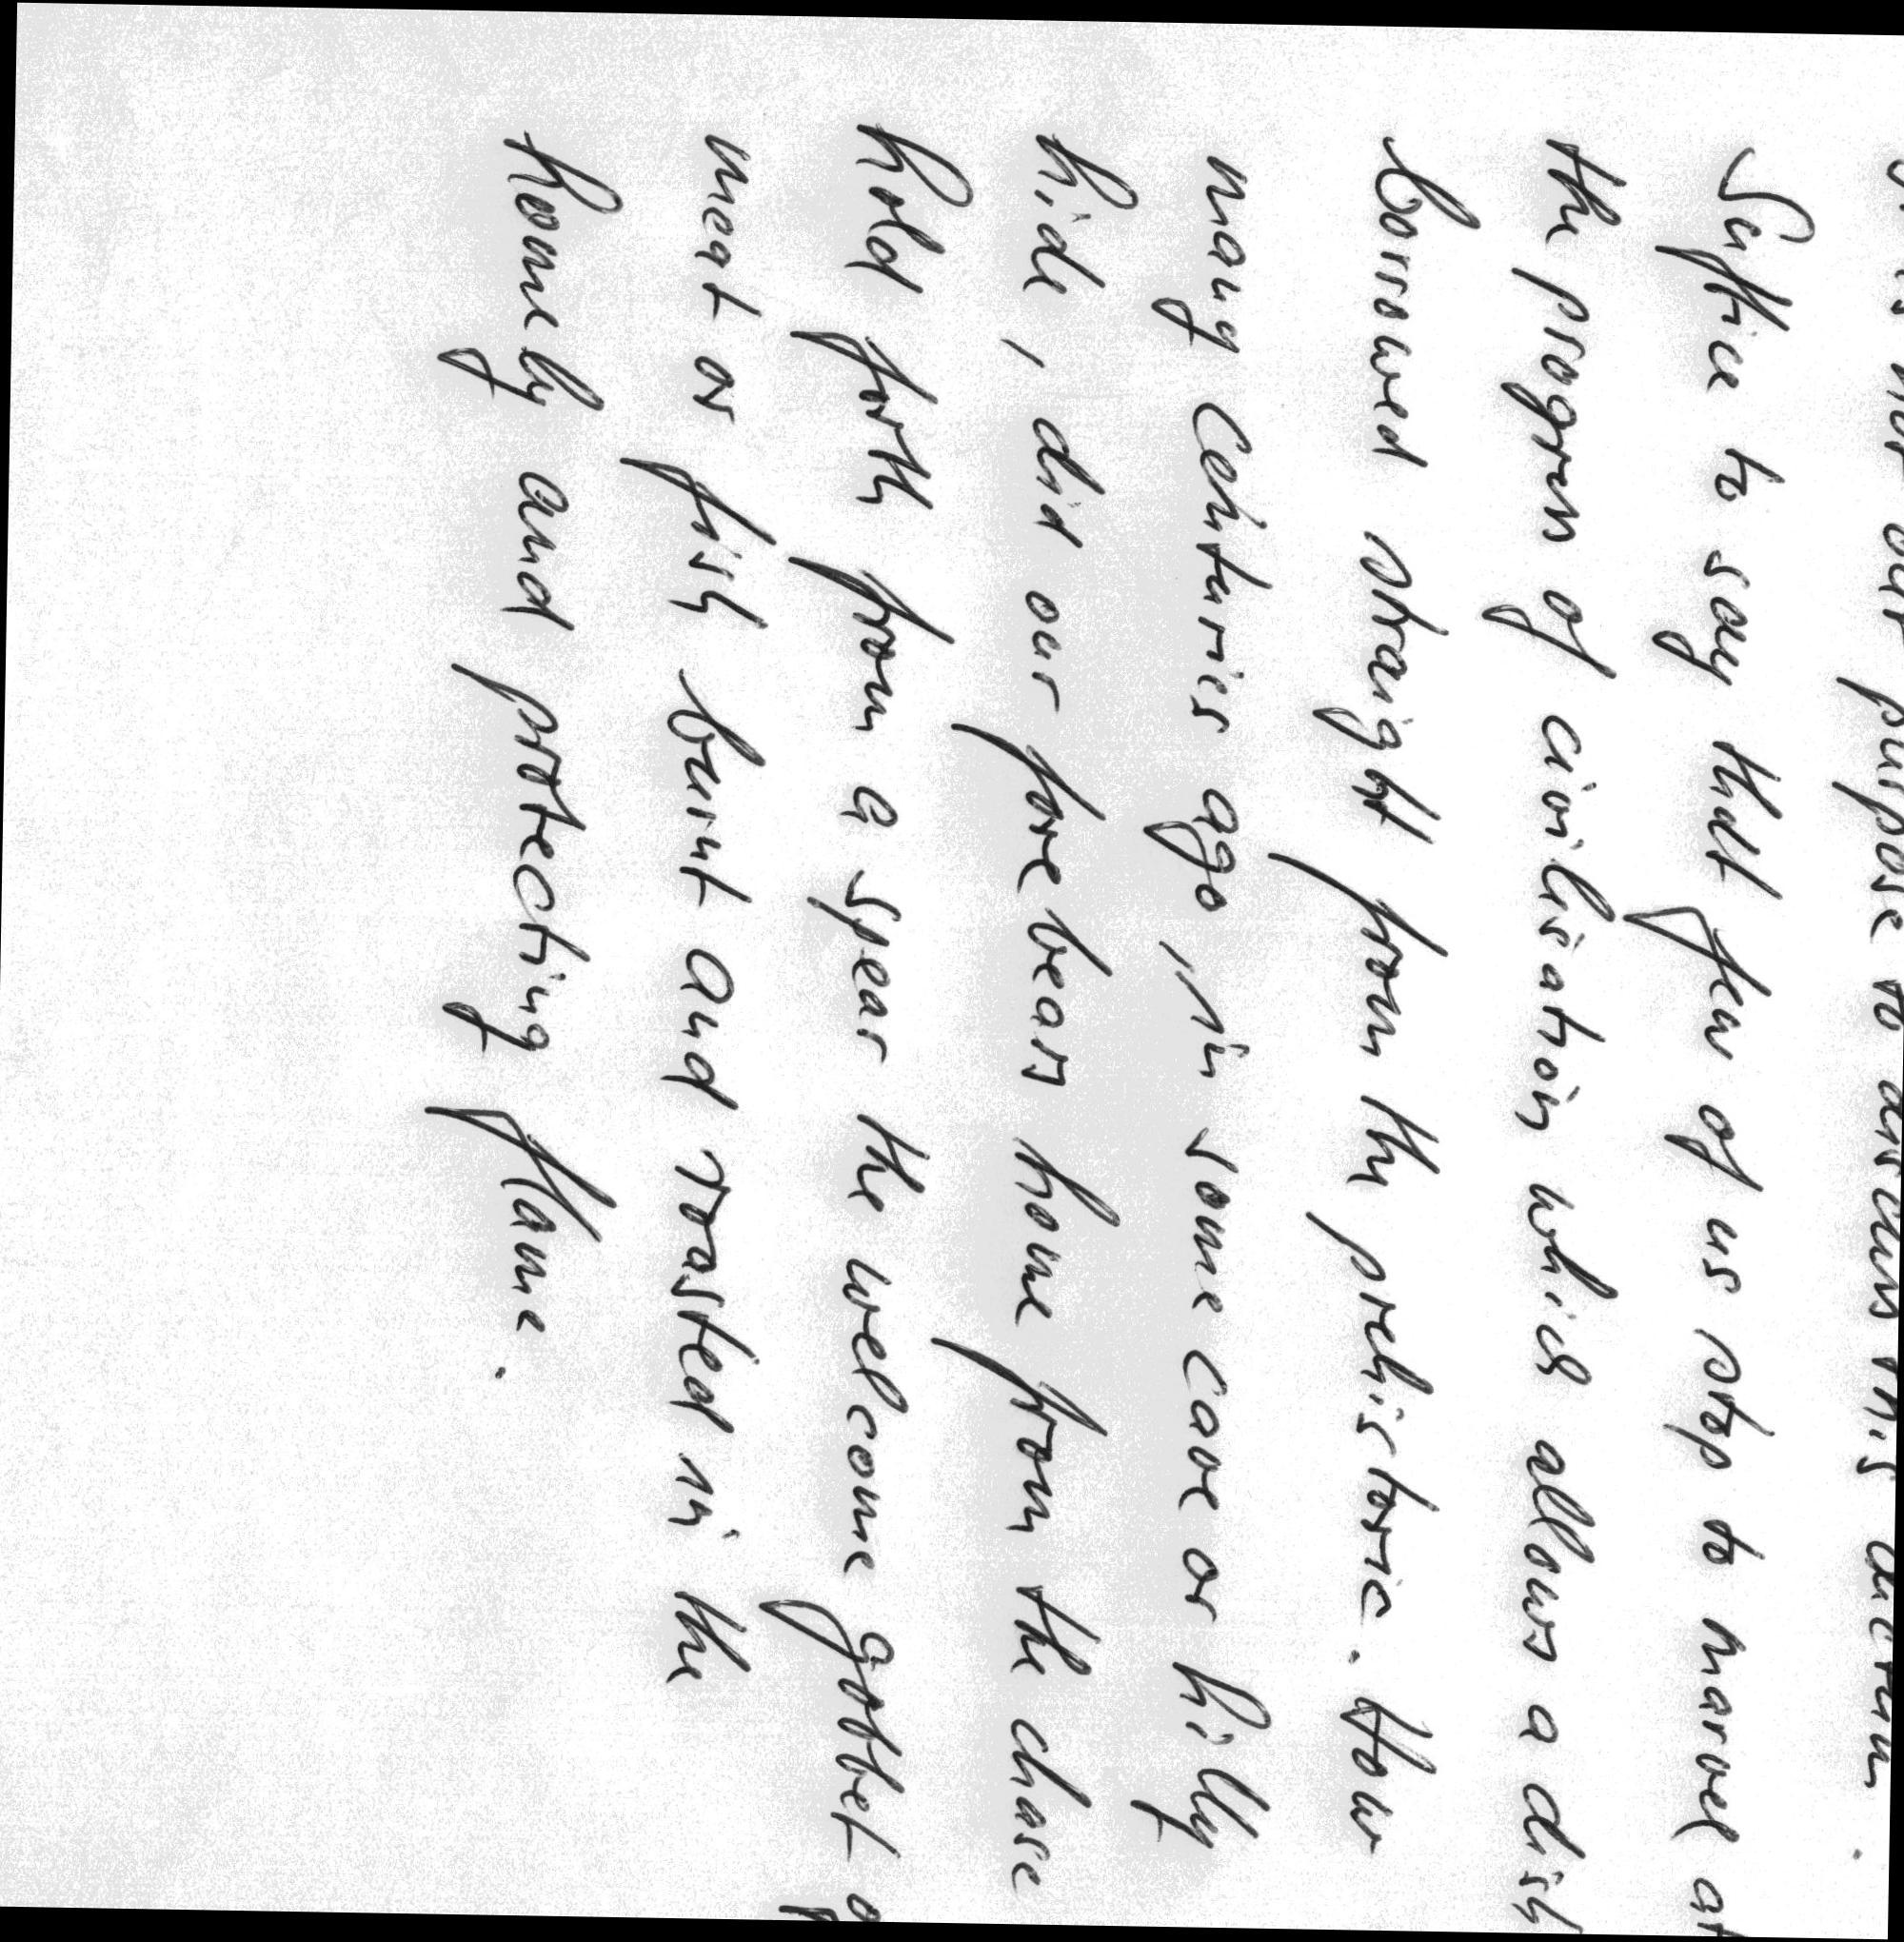 is not our purpose to discuss this dictum.
Suffice to say that few of us stop to marvel at
the progress of civilisation which allows a dish
borrowed straight from the prehistoric. How
many centuries ago, in some cave or hilly
hide, did our forebears home from the chase
hold forth from a spear the welcome gobbet of
meat or fish burnt and roasted in the
homely and protecting flame.